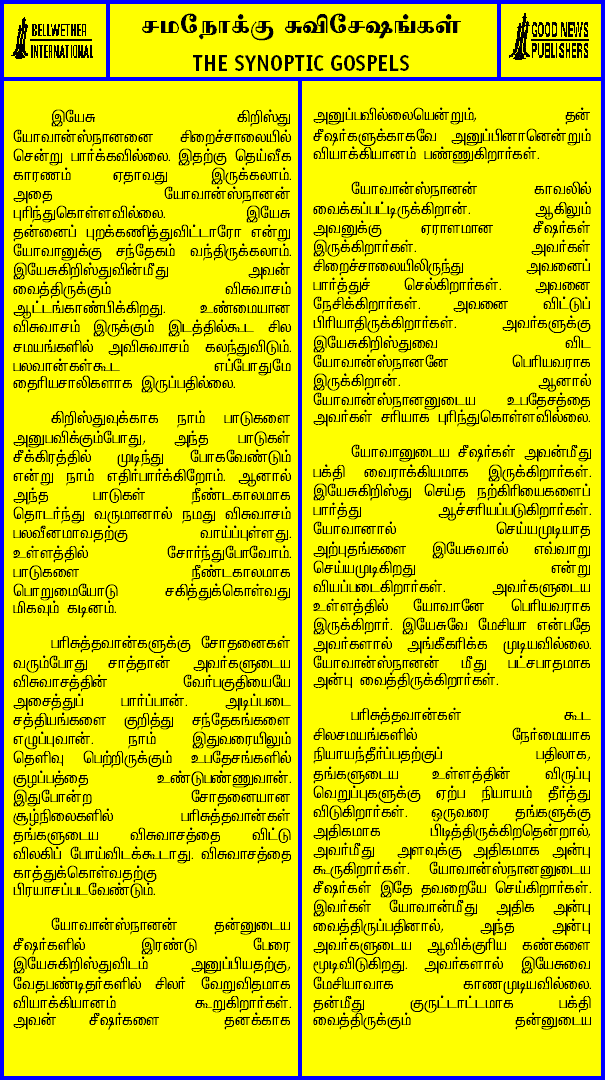 BELLWETHER
INTERNATIONAL
சமநோக்கு சுவிசேஷங்கள்
THE SYNOPTIC GOSPELS
GOOD NEWS
PUBLISHERS
இயேசு கிறிஸ்து
யோவான்ஸ்நானனை சிறைச்சாலையில்
சென்று பார்க்கவில்லை. இதற்கு தெய்வீக
காரணம் ஏதாவது இருக்கலாம்.
அதை யோவான்ஸ்நானன்
புரிந்துகொள்ளவில்லை. இயேசு
தன்னைப் புறக்கணித்துவிட்டாரோ என்று
யோவானுக்கு சந்தேகம் வந்திருக்கலாம்.
இயேசுகிறிஸ்துவின்மீது அவன்
வைத்திருக்கும் விசுவாசம்
ஆட்டங்காண்பிக்கிறது. உண்மையான
விசுவாசம் இருக்கும் இடத்தில்கூட சில
சமயங்களில் அவிசுவாசம் கலந்துவிடும்.
பலவான்கள்கூட எப்போதுமே
தைரியசாலிகளாக இருப்பதில்லை.
கிறிஸ்துவுக்காக நாம் பாடுகளை
அனுபவிக்கும்போது, அந்த பாடுகள்
சீக்கிரத்தில் முடிந்து போகவேண்டும்
என்று நாம் எதிர்பார்க்கிறோம். ஆனால்
அந்த பாடுகள் நீண்டகாலமாக
தொடர்ந்து வருமானால் நமது விசுவாசம்
பலவீனமாவதற்கு வாய்ப்புள்ளது.
உள்ளத்தில் சோர்ந்துபோவோம்.
பாடுகளை நீண்டகாலமாக
பொறுமையோடு சகித்துக்கொள்வது
மிகவும் கடினம்.
பரிசுத்தவான்களுக்கு சோதனைகள்
வரும்போது சாத்தான் அவர்களுடைய
விசுவாசத்தின் வேர்பகுதியையே
அசைத்துப் பார்ப்பான். அடிப்படை
சத்தியங்களை குறித்து சந்தேகங்களை
எழுப்புவான். நாம் இதுவரையிலும்
தெளிவு பெற்றிருக்கும் உபதேசங்களில்
குழப்பத்தை உண்டுபண்ணுவான்.
இதுபோன்ற சோதனையான
சூழ்நிலைகளில் பரிசுத்தவான்கள்
தங்களுடைய விசுவாசத்தை விட்டு
விலகிப் போய்விடக்கூடாது. விசுவாசத்தை
காத்துக்கொள்வதற்கு
பிரயாசப்படவேண்டும்.
யோவான்ஸ்நானன் தன்னுடைய
சீஷர்களில் இரண்டு பேரை
இயேசுகிறிஸ்துவிடம் அனுப்பியதற்கு,
வேதபண்டிதர்களில் சிலர் வேறுவிதமாக
வியாக்கியானம் கூறுகிறார்கள்.
அவன் சீஷர்களை தனக்காக
அனுப்பவில்லையென்றும், தன்
சீஷர்களுக்காகவே அனுப்பினானென்றும்
வியாக்கியானம் பண்ணுகிறார்கள்.
யோவான்ஸ்நானன் காவலில்
வைக்கப்பட்டிருக்கிறான். ஆகிலும்
அவனுக்கு ஏராளமான சீஷர்கள்
இருக்கிறார்கள். அவர்கள்
சிறைச்சாலையிலிருந்து அவனைப்
பார்த்துச் செல்கிறார்கள். அவனை
நேசிக்கிறார்கள். அவனை விட்டுப்
பிரியாதிருக்கிறார்கள். அவர்களுக்கு
இயேசுகிறிஸ்துவை விட
யோவான்ஸ்நானனே பெரியவராக
இருக்கிறான். ஆனால்
யோவான்ஸ்நானனுடைய உபதேசத்தை
அவர்கள் சரியாக புரிந்துகொள்ளவில்லை.
யோவானுடைய சீஷர்கள் அவன்மீது
பக்தி வைராக்கியமாக இருக்கிறார்கள்.
இயேசுகிறிஸ்து செய்த நற்கிரியைகளைப்
பார்த்து ஆச்சரியப்படுகிறார்கள்.
யோவானால் செய்யமுடியாத
அற்புதங்களை இயேசுவால் எவ்வாறு
செய்யமுடிகிறது என்று
வியப்படைகிறார்கள். அவர்களுடைய
உள்ளத்தில் யோவானே பெரியவராக
இருக்கிறார். இயேசுவே மேசியா என்பதே
அவர்களால் அங்கீகரிக்க முடியவில்லை.
யோவான்ஸ்நானன் மீது பட்சபாதமாக
அன்பு வைத்திருக்கிறார்கள்.
பரிசுத்தவான்கள் கூட
சிலசமயங்களில் நேர்மையாக
நியாயந்தீர்ப்பதற்குப் பதிலாக,
தங்களுடைய உள்ளத்தின் விருப்பு
வெறுப்புகளுக்கு ஏற்ப நியாயம் தீர்த்து
விடுகிறார்கள். ஒருவரை தங்களுக்கு
அதிகமாக பிடித்திருக்கிறதென்றால்,
அவர்மீது அளவுக்கு அதிகமாக அன்பு
கூருகிறார்கள். யோவான்ஸ்நானனுடைய
சீஷர்கள் இதே தவறையே செய்கிறார்கள்.
இவர்கள் யோவான்மீது அதிக அன்பு
வைத்திருப்பதினால், அந்த அன்பு
அவர்களுடைய ஆவிக்குரிய கண்களை
மூடிவிடுகிறது. அவர்களால் இயேசுவை
மேசியாவாக காணமுடியவில்லை.
தன்மீது குருட்டாட்டமாக பக்தி
வைத்திருக்கும் தன்னுடைய